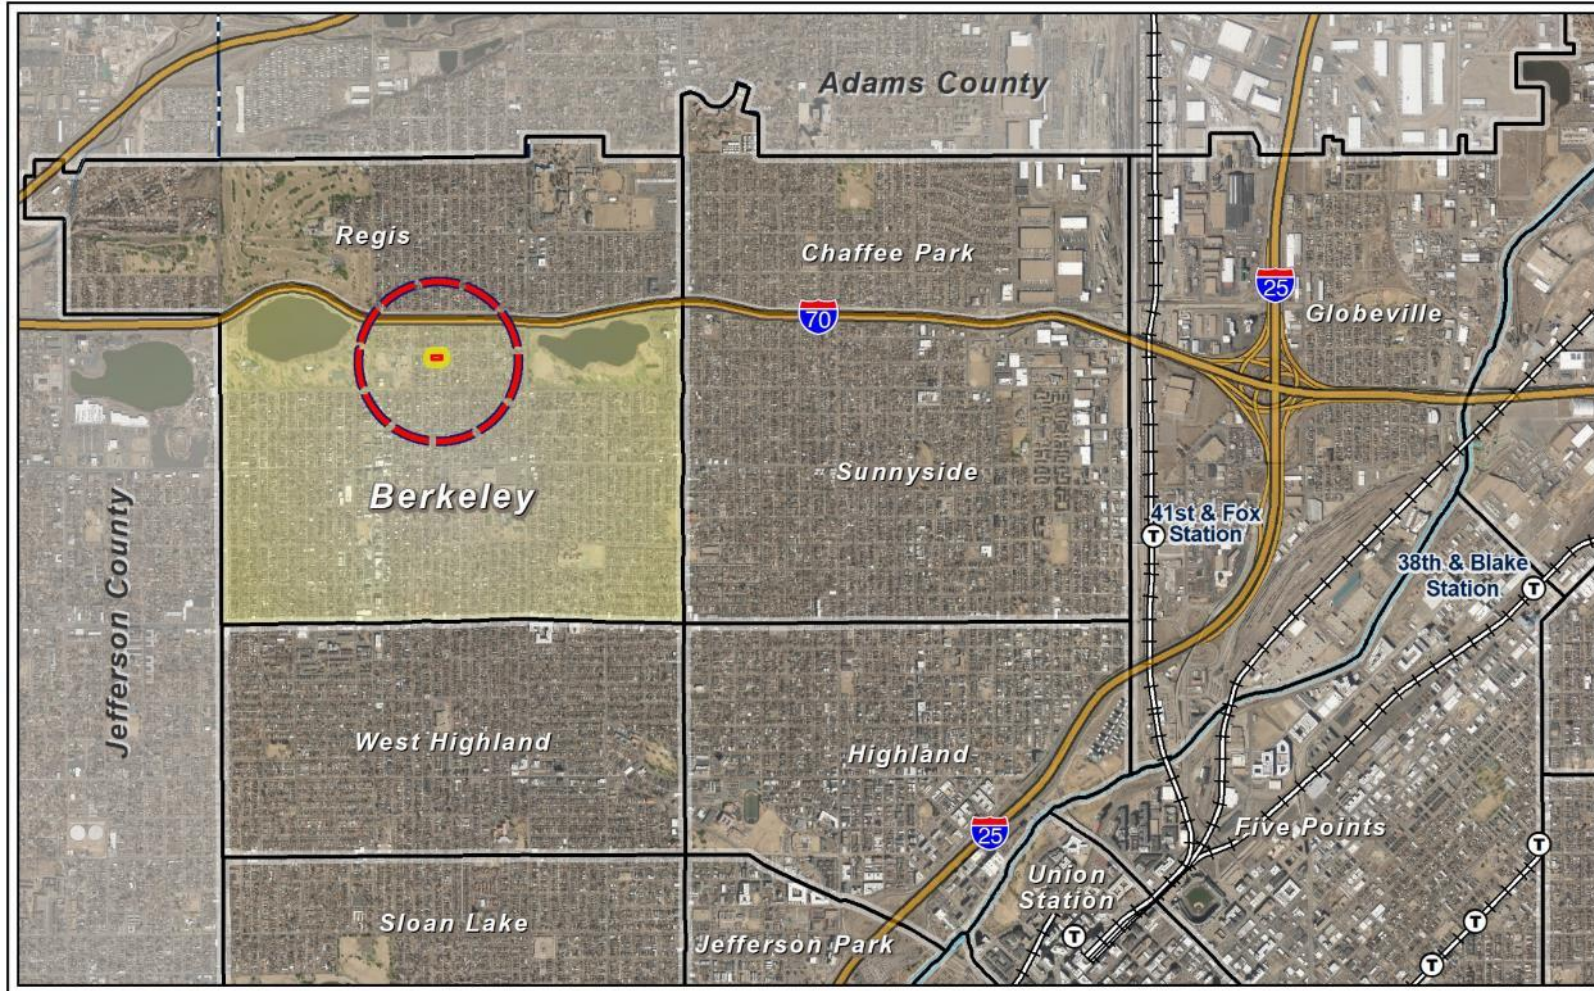 Adams County
Regis
Chaffee Park
25
Globeville
70
Sunnyside
Berkeley
Jefferson County
41st & Fox
Station
T
38th & Blake
Station
T
West Highland
Highland
25
Five Points
T
Union
Station
T
Sloan Lake
Jefferson Park
T
T